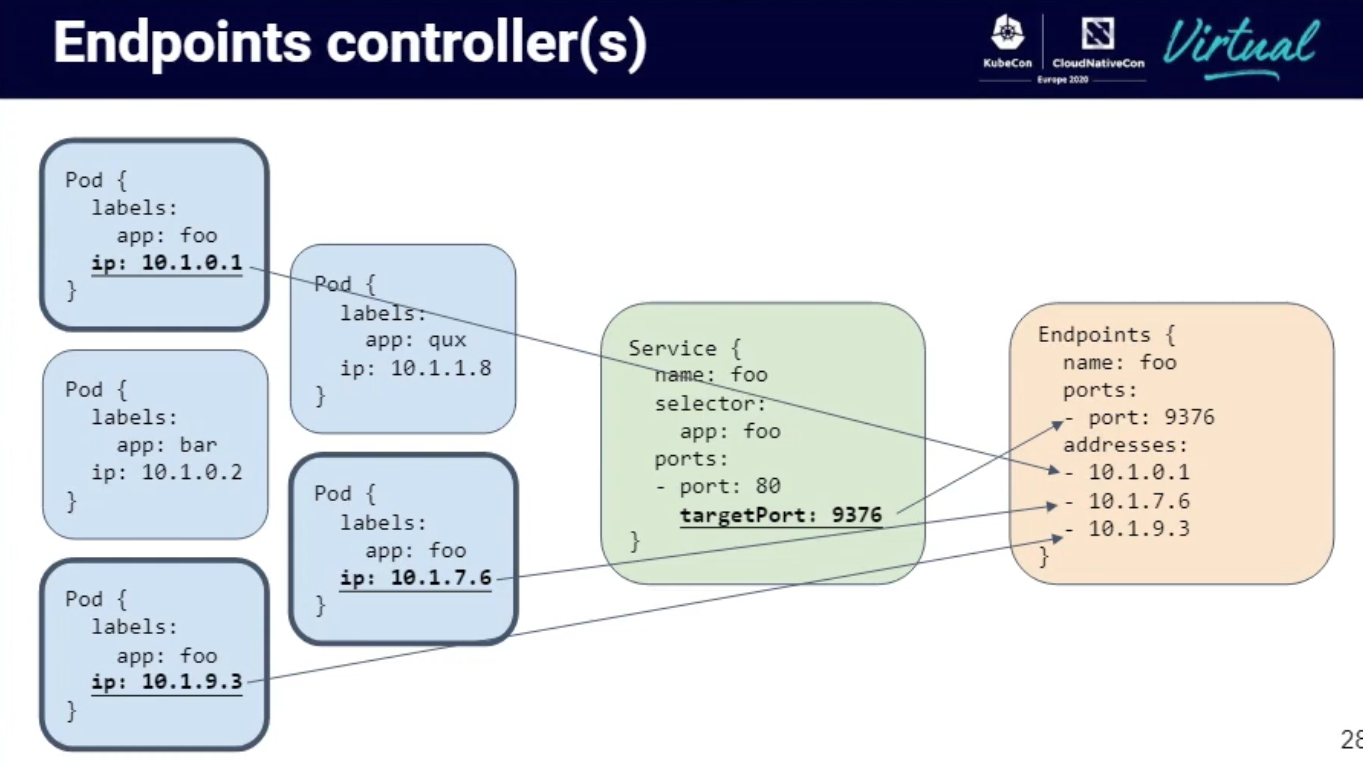 Endpoints controller(s)
KubeCon
CloudNativeCon
Europe 2020
Virtual
Pod {
labels:
app: foo
ip: 10.1.0.1
}
Pod {
labels:
app: qux
ip: 10.1.1.8
}
Pod {
labels:
app: bar
ip: 10.1.0.2
}
Pod {
labels:
app: foo
ip: 10.1.7.6
}
Pod {
labels:
app: foo
ip: 10.1.9.3
}
Service {
name: foo
selector:
app: foo
ports:
- port: 80
targetPort: 9376
}
Endpoints {
name: foo
ports:
- port: 9376
addresses:
- 10.1.0.1
- 10.1.7.6
- 10.1.9.3
}
28